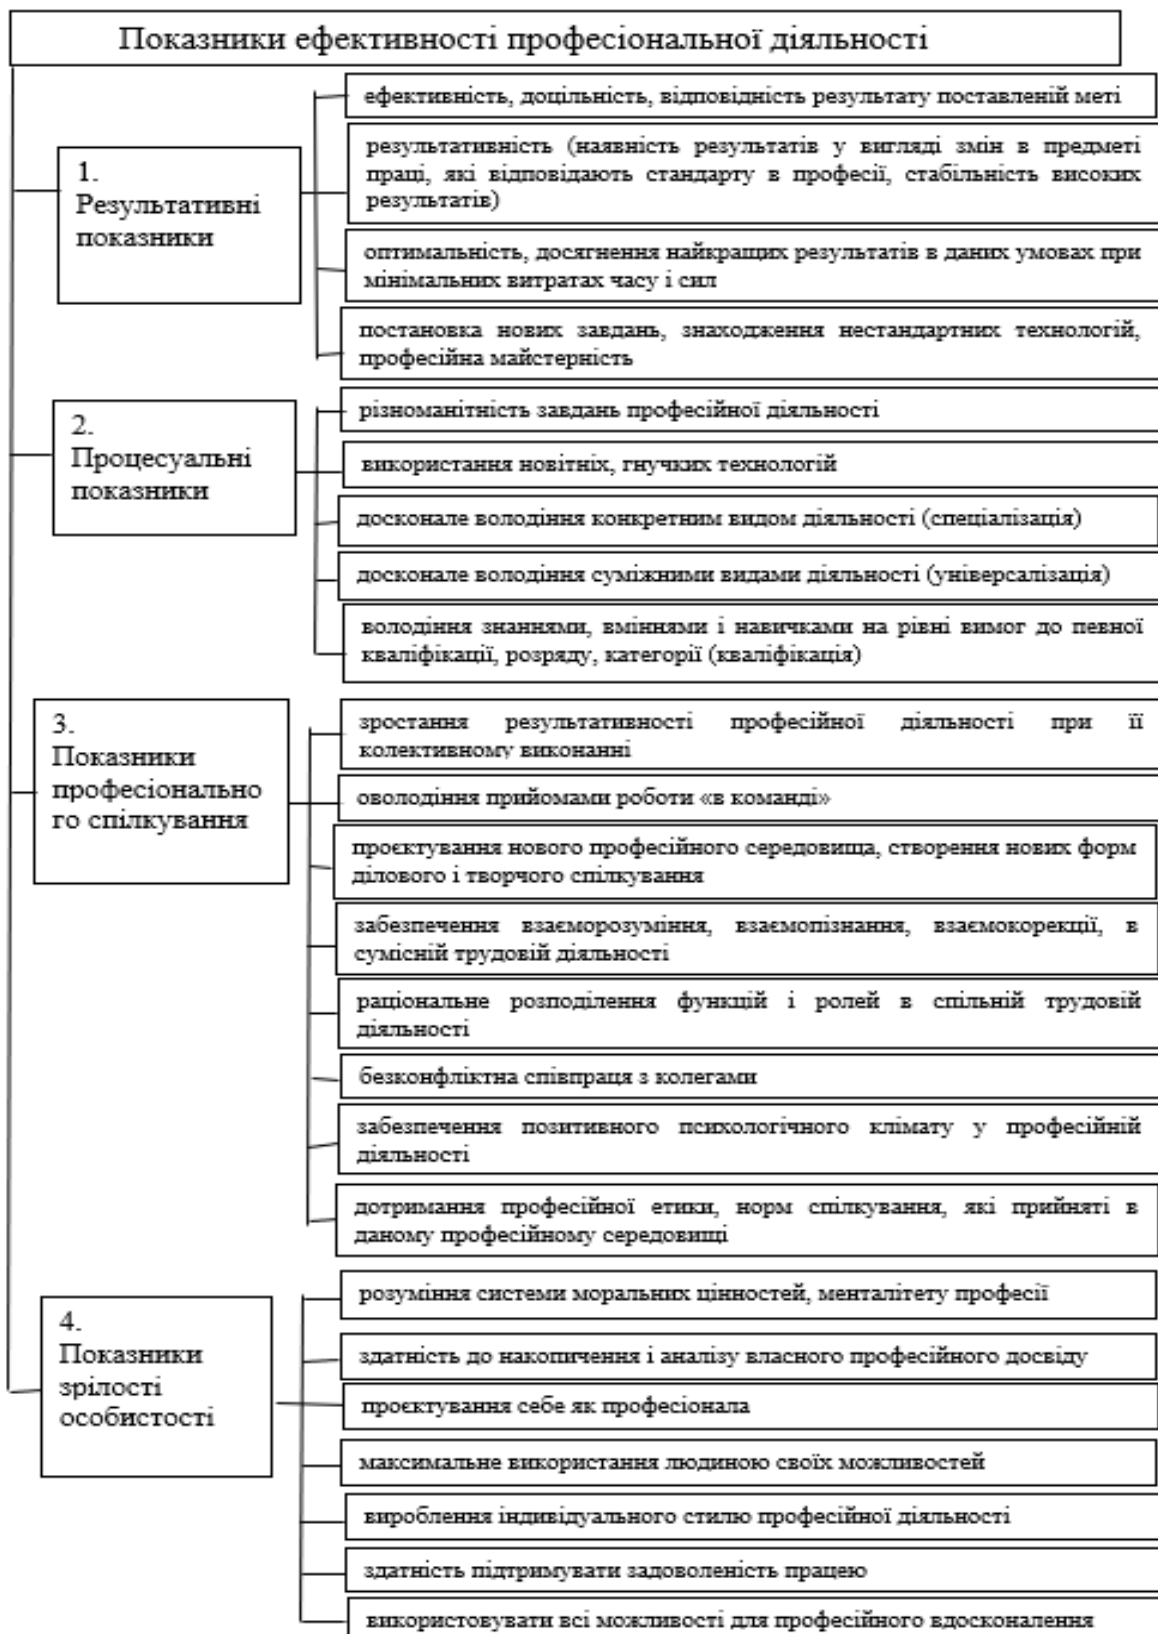 Показники ефективності професіональної діяльності
1.
Результативні
показники
ефективність, доцільність, відповідність результату поставленій меті
результативність (наявність результатів у вигляді змін в предметі
праці, які відповідають стандарту в професії, стабільність високих
результатів)
оптимальність, досягнення найкращих результатів в даних умовах при
мінімальних витратах часу і сил
постановка нових завдань, знаходження нестандартних технологій,
професійна майстерність
2.
Процесуальні
показники
різноманітність завдань професійної діяльності
використання новітніх, гнучких технологій
досконале володіння конкретним видом діяльності (спеціалізація)
досконале володіння суміжними видами діяльності (універсалізація)
володіння знаннями, вміннями і навичками на рівні вимог до певної
кваліфікації, розряду, категорії (кваліфікація)
3.
Показники
професіонально
го спілкування
зростання результативності професійної діяльності при її
колективному виконанні
оволодіння прийомами роботи «в команді»
проєктування нового професійного середовища, створення нових форм
ділового і творчого спілкування
забезпечення взаєморозуміння, взаємопізнання, взаємокорекції, в
сумісній трудовій діяльності
раціональне розподілення функцій і ролей в спільній трудовій
діяльності
безконфліктна співпраця з колегами
забезпечення позитивного психологічного клімату у професійній
діяльності
дотримання професійної етики, норм спілкування, які прийняті в
даному професійному середовищі
4.
Показники
зрілості
особистості
розуміння системи моральних цінностей, менталітету професії
здатність до накопичення і аналізу власного професійного досвіду
проєктування себе як професіонала
максимальне використання людиною своїх можливостей
вироблення індивідуального стилю професійної діяльності
здатність підтримувати задоволеність працею
використовувати всі можливості для професійного вдосконалення